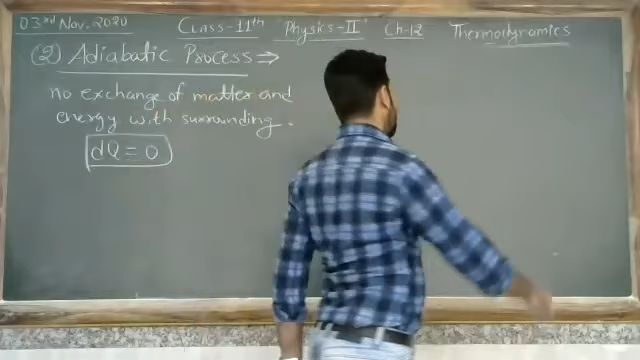 03rd Nov. 2020 Class-11th Physics-II Ch-12 Thermodynamics
(2) Adiabatic Process ⇒
no exchange of matter and
energy with surrounding.
dQ = 0